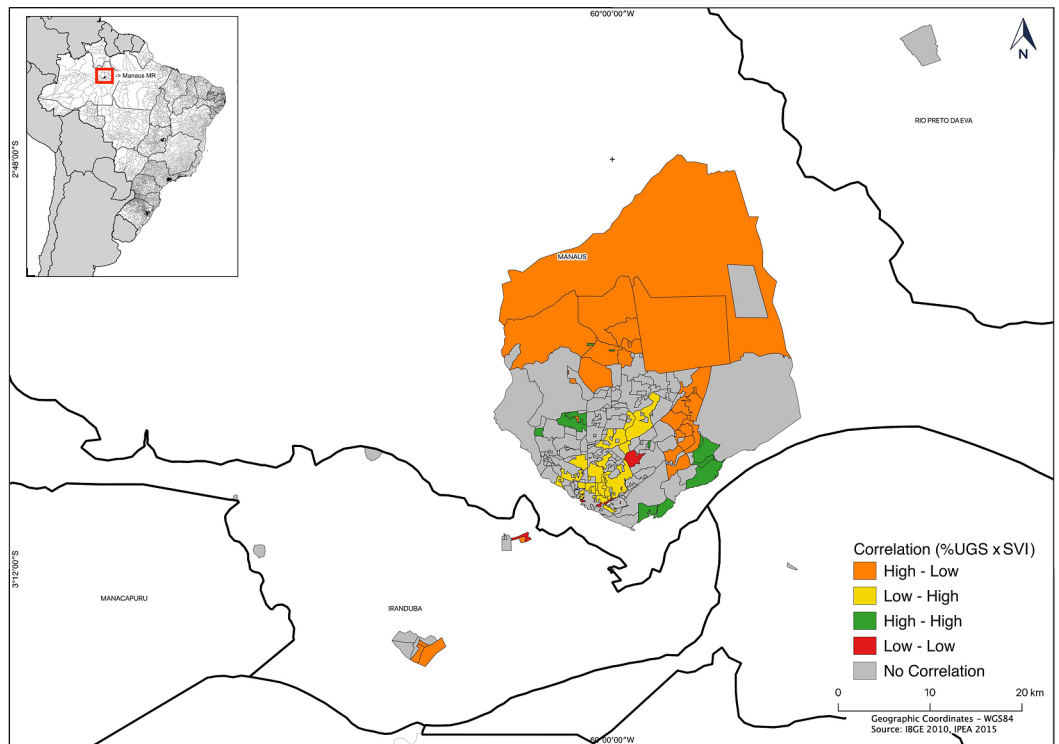 60°00'00"W
-> Manaus MR
N
RIO PRETO DA EVA
2°48'00"S
MANAUS
3°12'00"S
MANACAPURU
IRANDUBA
Correlation (%UGS x SVI)
High - Low
Low - High
High - High
Low - Low
No Correlation
0 10 20 km
Geographic Coordinates - WGS84
Source: IBGE 2010, IPEA 2015
60°00'00"W